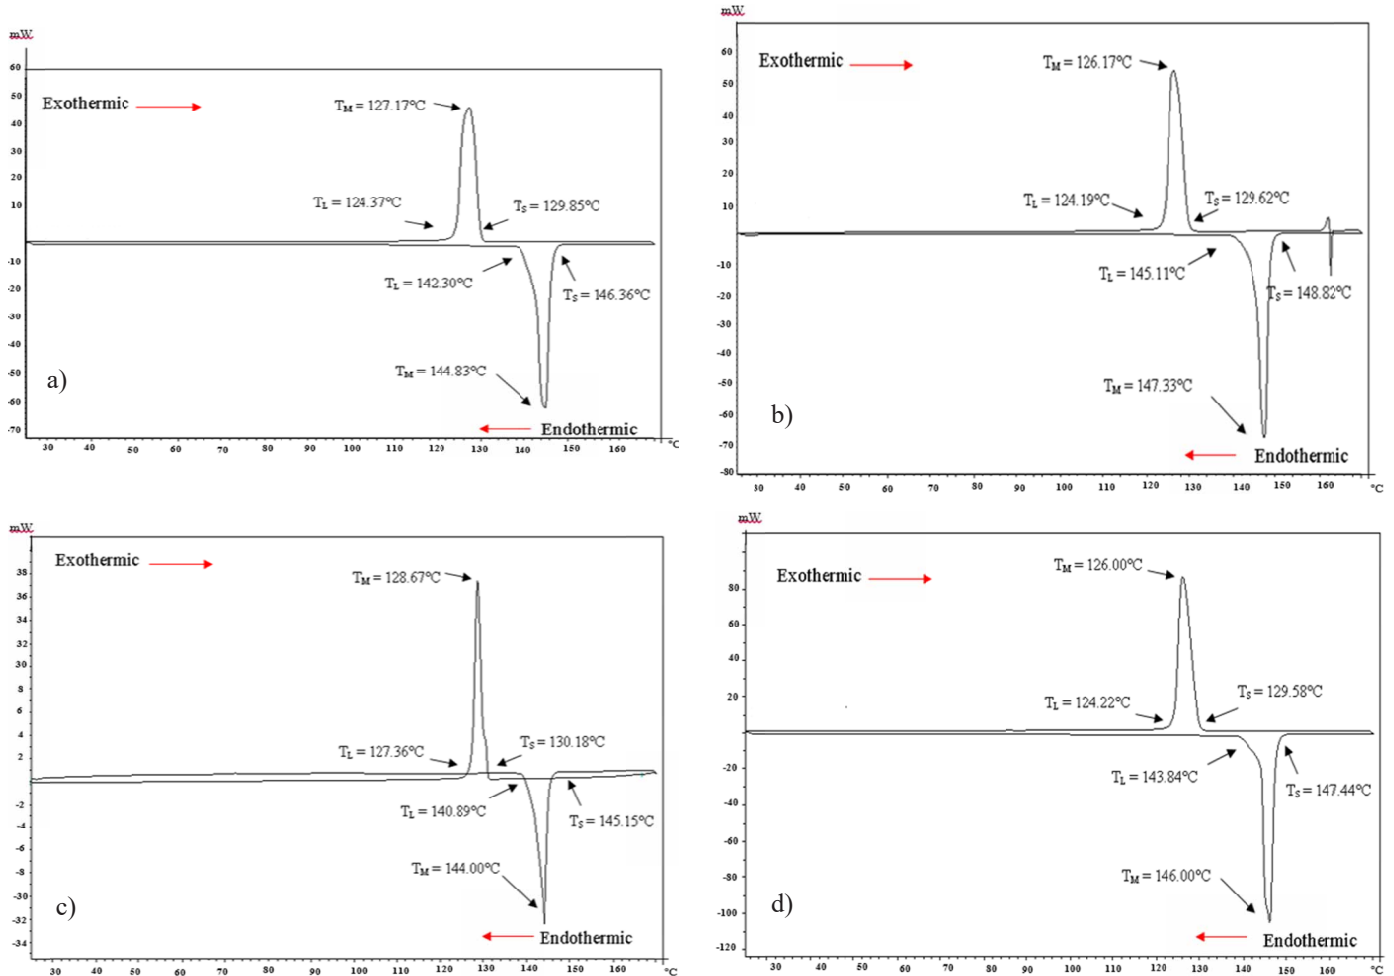 mW
60
50
40
30
20
10
-10
-20
-30
-40
-50
-60
-70
Exothermic
TM = 127.17°C
TL = 124.37°C
TS = 129.85°C
TL = 142.30°C
TS = 146.36°C
TM = 144.83°C
Endothermic
a)
30 40 50 60 70 80 90 100 110 120 130 140 150 160 °C
mW
60
50
40
30
20
10
0
-10
-20
-30
-40
-50
-60
-70
-80
Exothermic
TM = 126.17°C
TL = 124.19°C
TS = 129.62°C
TL = 145.11°C
TS = 148.82°C
TM = 147.33°C
Endothermic
b)
30 40 50 60 70 80 90 100 110 120 130 140 150 160 °C
mW
38
36
34
32
30
8
6
4
2
-2
-4
-6
-8
-30
-32
-34
Exothermic
TM = 128.67°C
TL = 127.36°C
TS = 130.18°C
TL = 140.89°C
TS = 145.15°C
TM = 144.00°C
Endothermic
c)
30 40 50 60 70 80 90 100 110 120 130 140 150 160 °C
mW
80
60
40
20
-20
-40
-60
-80
-100
-120
Exothermic
TM = 126.00°C
TL = 124.22°C
TS = 129.58°C
TL = 143.84°C
TS = 147.44°C
TM = 146.00°C
Endothermic
d)
30 40 50 60 70 80 90 100 110 120 130 140 150 160 °C